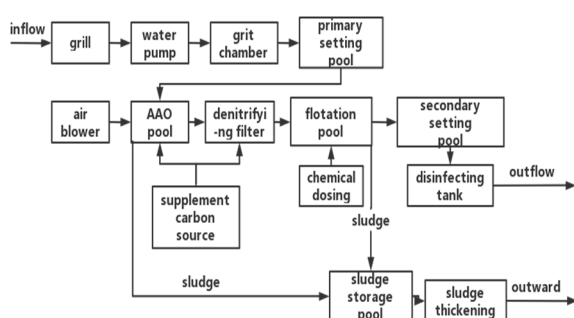 inflow
grill
water
pump
grit
chamber
primary
setting
pool
air
blower
AAO
pool
denitrifyi
-ng filter
flotation
pool
secondary
setting
pool
supplement
carbon
source
chemical
dosing
disinfecting
tank
outflow
sludge
sludge
sludge
storage
pool
sludge
thickening
outward